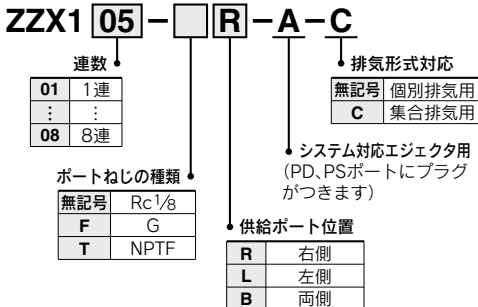 ZZX1 05 - R - A - C
連数
01 1連
⋮ ⋮
08 8連
ポートねじの種類
無記号 Rc1/8
F G
T NPTF
供給ポート位置
R 右側
L 左側
B 両側
システム対応エジェクタ用
(PD、PSポートにプラグ
がつきます)
排気形式対応
無記号 個別排気用
C 集合排気用